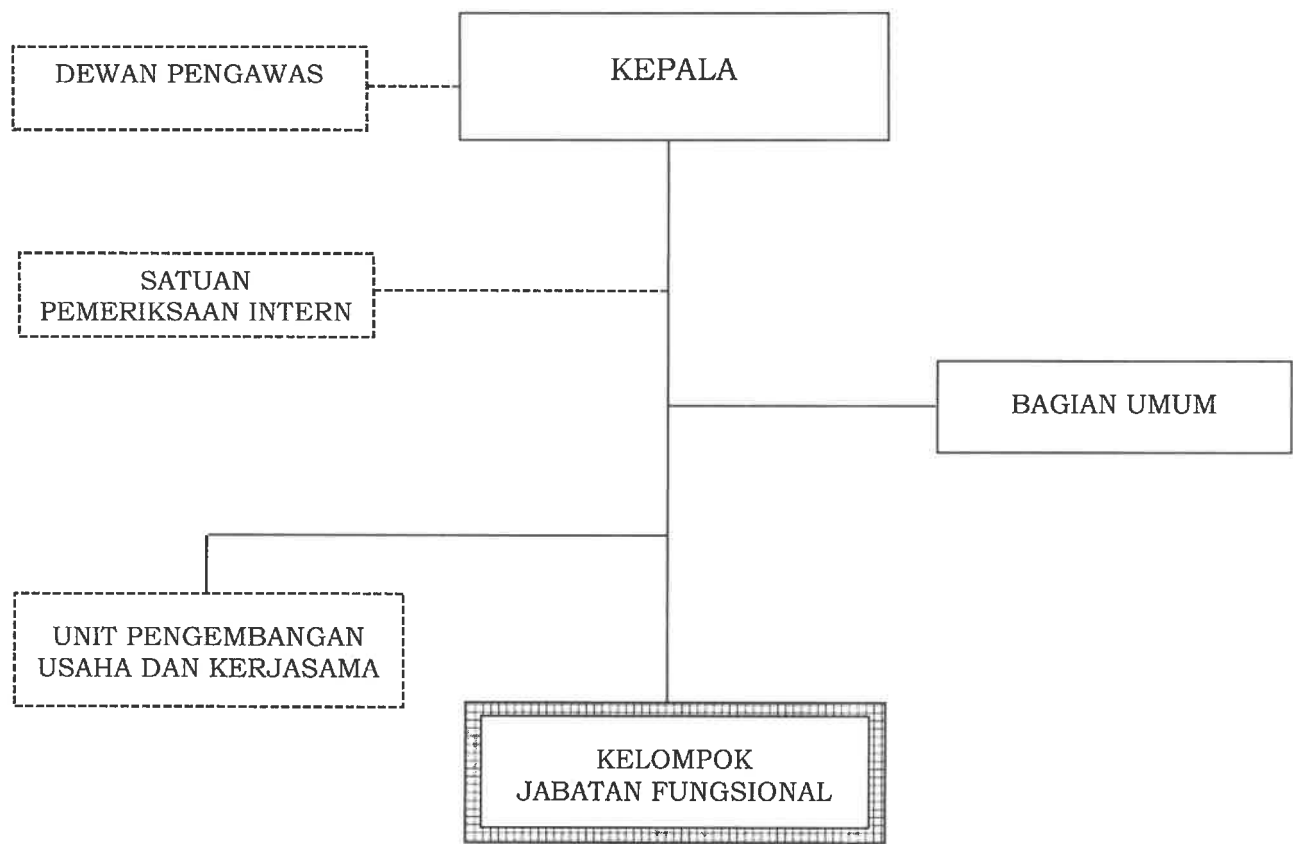 DEWAN PENGAWAS
KEPALA
SATUAN
PEMERIKSAAN INTERN
BAGIAN UMUM
UNIT PENGEMBANGAN
USAHA DAN KERJASAMA
KELOMPOK
JABATAN FUNGSIONAL